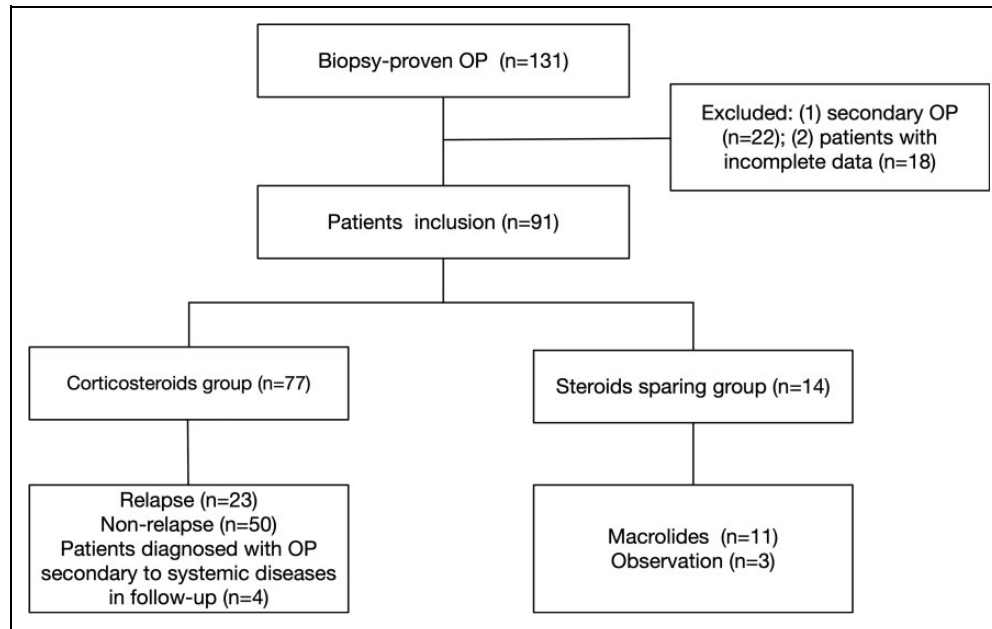 Biopsy-proven OP (n=131)
Excluded: (1) secondary OP
(n=22); (2) patients with
incomplete data (n=18)
Patients inclusion (n=91)
Corticosteroids group (n=77)
Steroids sparing group (n=14)
Relapse (n=23)
Non-relapse (n=50)
Patients diagnosed with OP
secondary to systemic diseases
in follow-up (n=4)
Macrolides (n=11)
Observation (n=3)